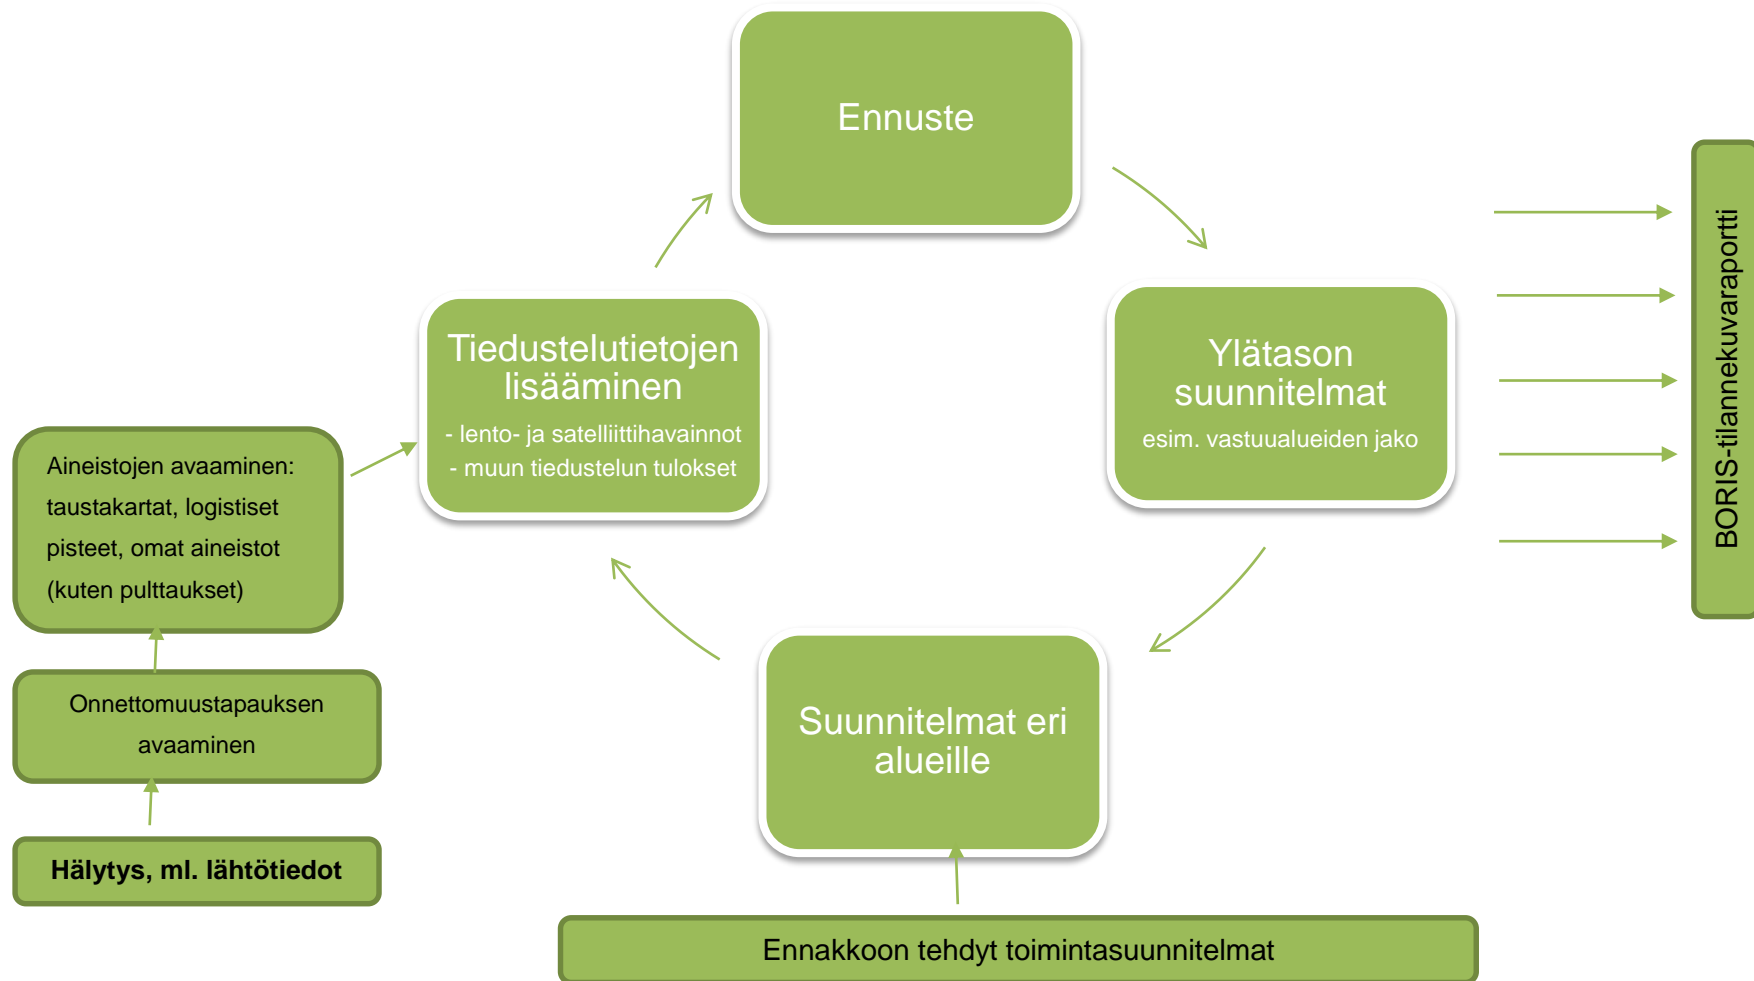 Ennuste
Tiedustelutietojen
lisääminen
- lento- ja satelliittihavainnot
- muun tiedustelun tulokset
Ylätason
suunnitelmat
esim. vastuualueiden jako
BORIS-tilannekuvaraportti
Aineistojen avaaminen:
taustakartat, logistiset
pisteet, omat aineistot
(kuten pulttaukset)
Onnettomuustapauksen
avaaminen
Hälytys, ml. lähtötiedot
Suunnitelmat eri
alueille
Ennakkoon tehdyt toimintasuunnitelmat